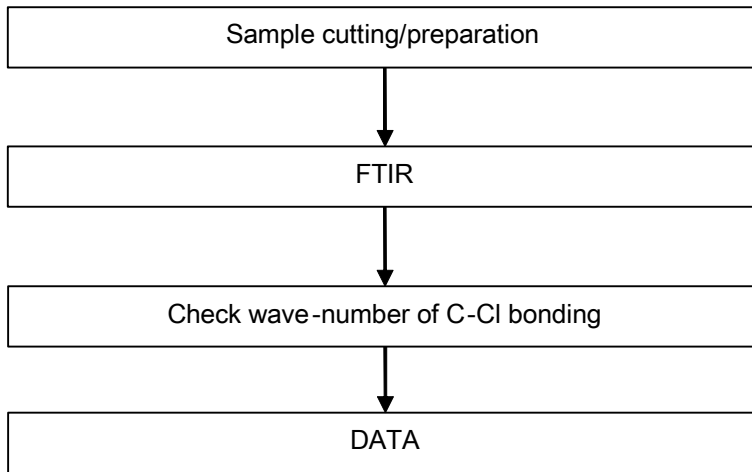 Sample cutting/preparation
FTIR
Check wave-number of C-Cl bonding
DATA